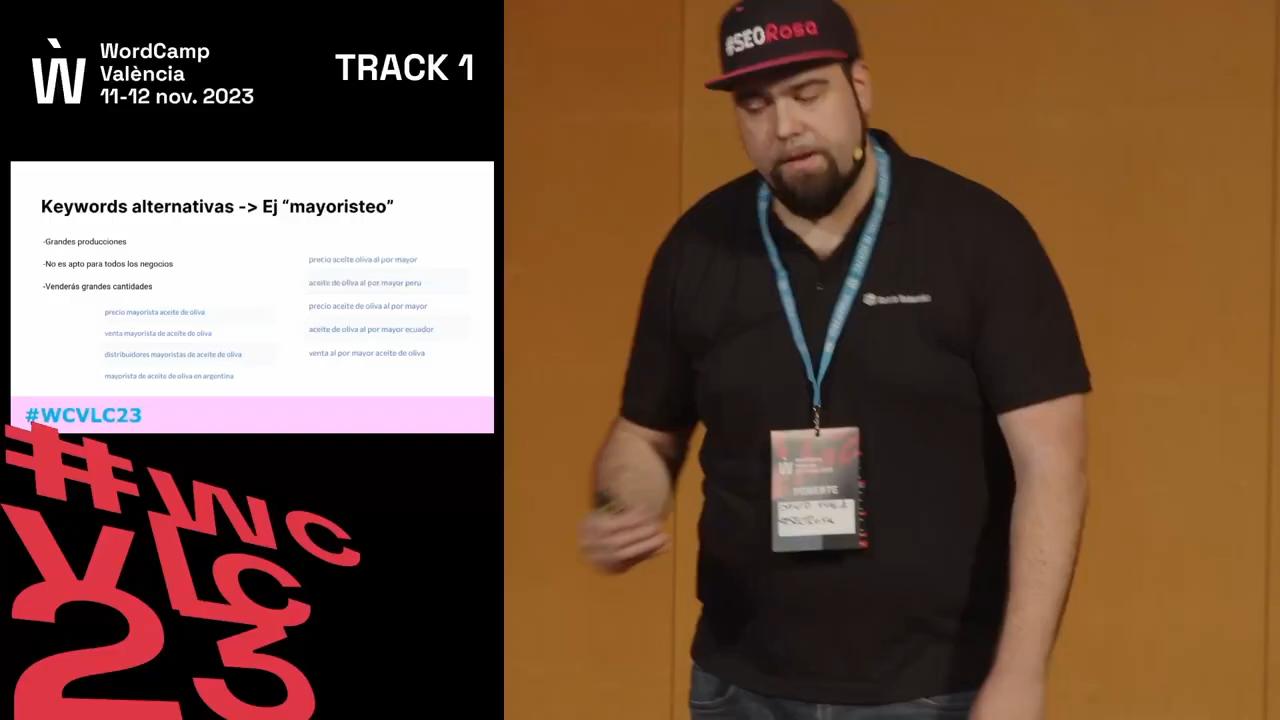 WordCamp
València
11-12 nov. 2023
TRACK 1
Keywords alternativas -> Ej “mayoristeo”
-Grandes producciones
-No es apto para todos los negocios
-Venderás grandes cantidades
precio mayorista aceite de oliva
venta mayorista de aceite de oliva
distribuidores mayoristas de aceite de oliva
mayorista de aceite de oliva en argentina
precio aceite oliva al por mayor
aceite de oliva al por mayor peru
precio aceite de oliva al por mayor
aceite de oliva al por mayor ecuador
venta al por mayor aceite de oliva
#WCVLC23
#WC
VLC
23
#SEORosa
PONENTE